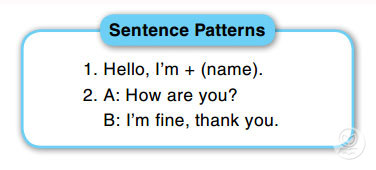 Sentence Patterns
1. Hello, I'm + (name).
2. A: How are you?
B: I'm fine, thank you.